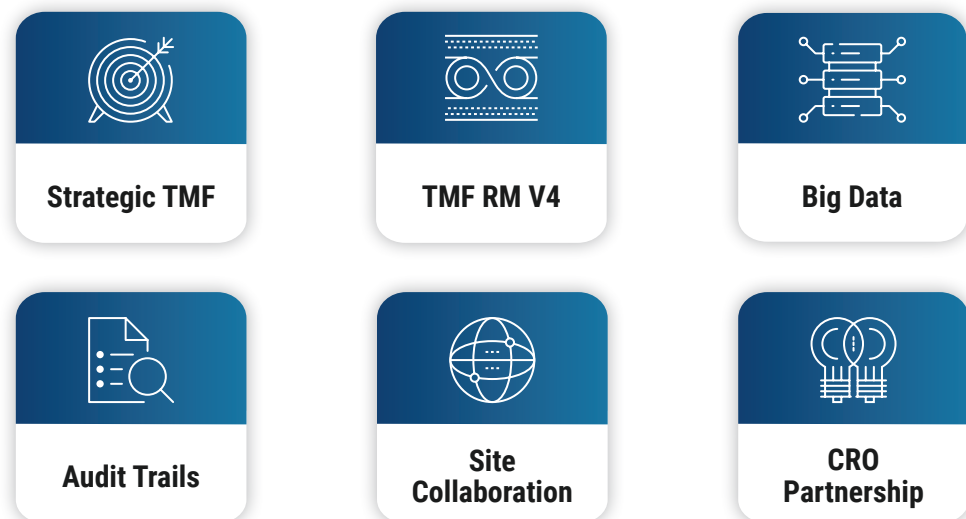 Strategic TMF
TMF RM V4
Big Data
Audit Trails
Site
Collaboration
CRO
Partnership